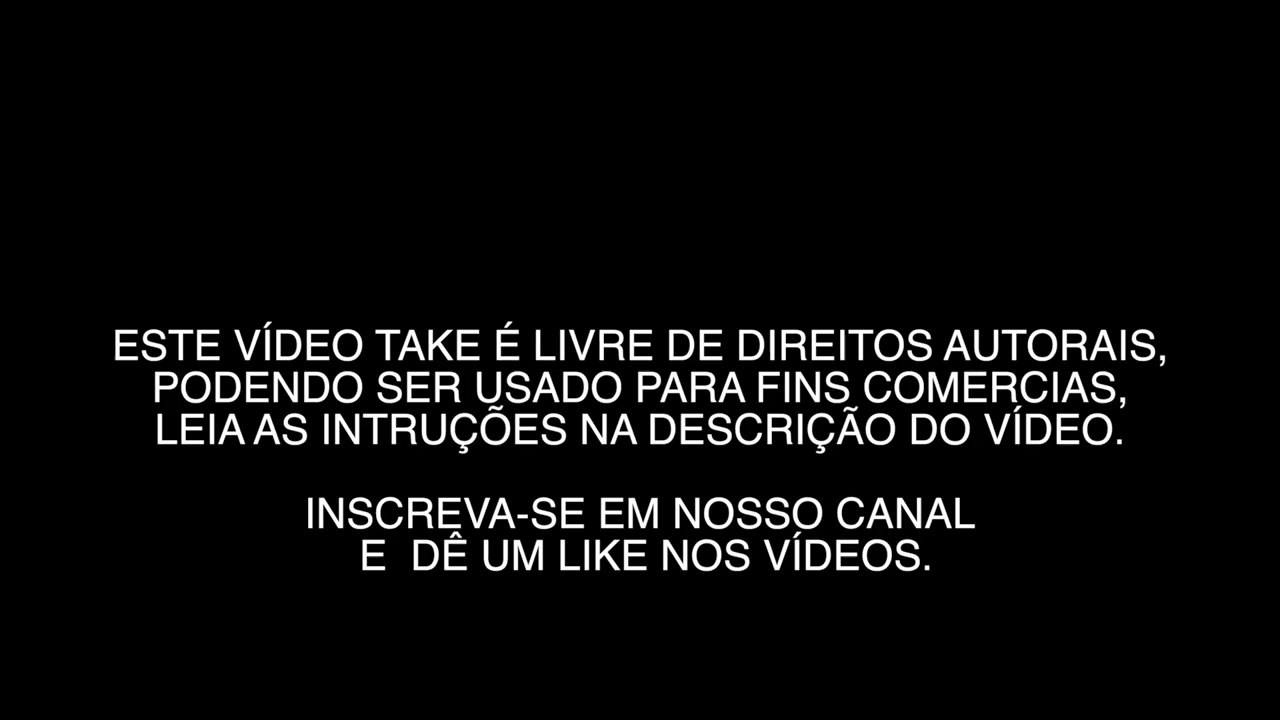 ESTE VÍDEO TAKE É LIVRE DE DIREITOS AUTORAIS,
PODENDO SER USADO PARA FINS COMERCIAS,
LEIA AS INTRUÇÕES NA DESCRIÇÃO DO VÍDEO.
INSCREVA-SE EM NOSSO CANAL
E  DÊ UM LIKE NOS VÍDEOS.